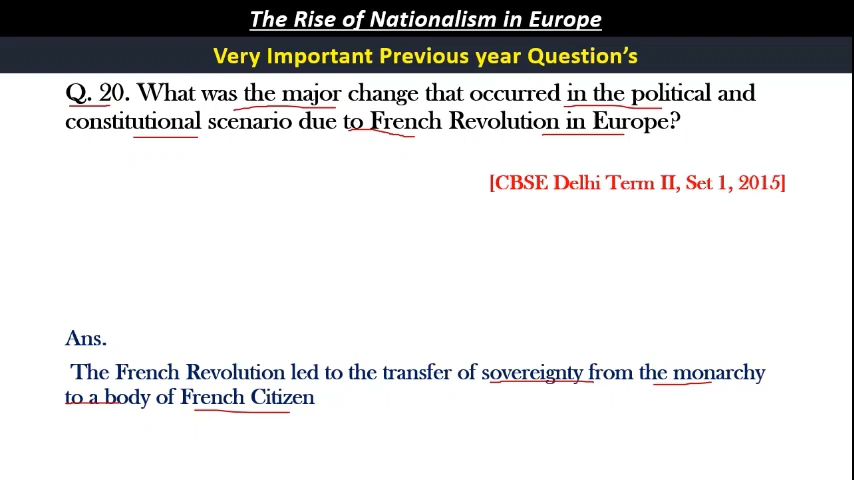 The Rise of Nationalism in Europe
Very Important Previous year Question's
Q. 20. What was the major change that occurred in the political and
constitutional scenario due to French Revolution in Europe?
[CBSE Delhi Term II, Set 1, 2015]
Ans.
The French Revolution led to the transfer of sovereignty from the monarchy
to a body of French Citizen